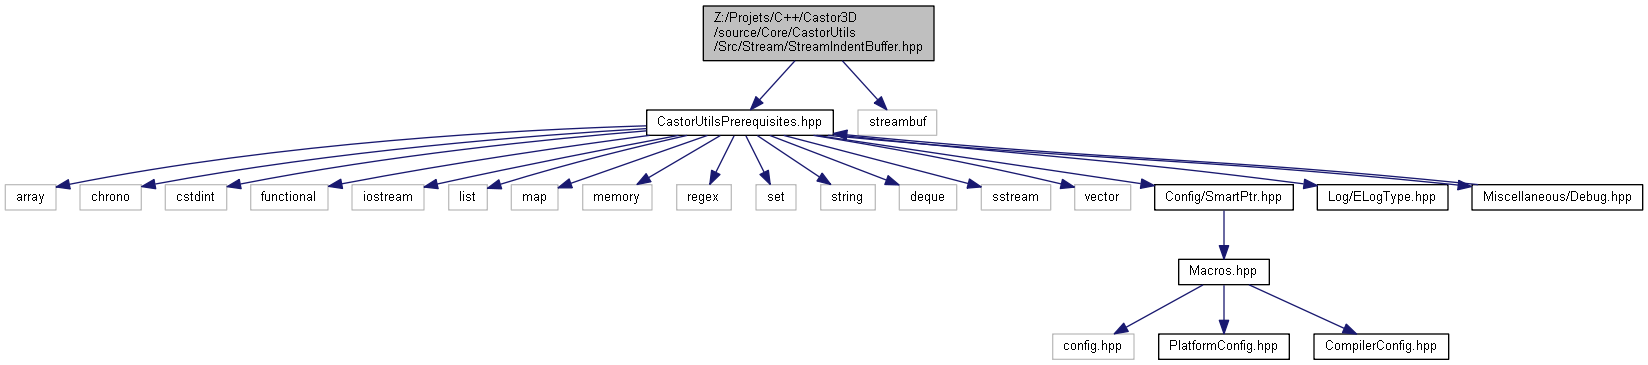 Z:/Projets/C++/Castor3D
/source/Core/CastorUtils
/Src/Stream/StreamIndentBuffer.hpp
CastorUtilsPrerequisites.hpp
streambuf
array
chrono
cstdint
functional
iostream
list
map
memory
regex
set
string
deque
sstream
vector
Config/SmartPtr.hpp
Log/ELogType.hpp
Miscellaneous/Debug.hpp
Macros.hpp
config.hpp
PlatformConfig.hpp
CompilerConfig.hpp